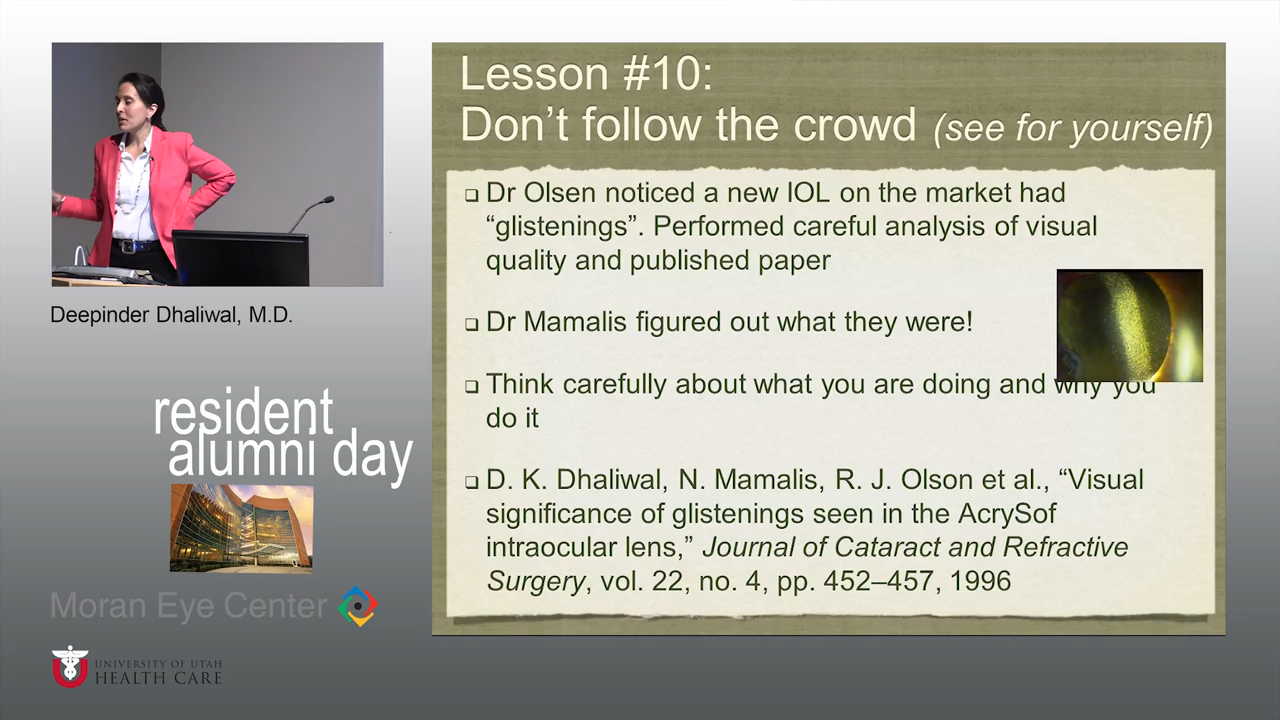 Lesson #10:
Don't follow the crowd (see for yourself)
❑ Dr Olsen noticed a new IOL on the market had
"glistenings". Performed careful analysis of visual
quality and published paper
❑ Dr Mamalis figured out what they were!
❑ Think carefully about what you are doing and why you
do it
❑ D. K. Dhaliwal, N. Mamalis, R. J. Olson et al., "Visual
significance of glistenings seen in the AcrySof
intraocular lens," Journal of Cataract and Refractive
Surgery, vol. 22, no. 4, pp. 452–457, 1996
Deepinder Dhaliwal, M.D.
resident
alumni day
Moran Eye Center
UNIVERSITY OF UTAH
HEALTH CARE